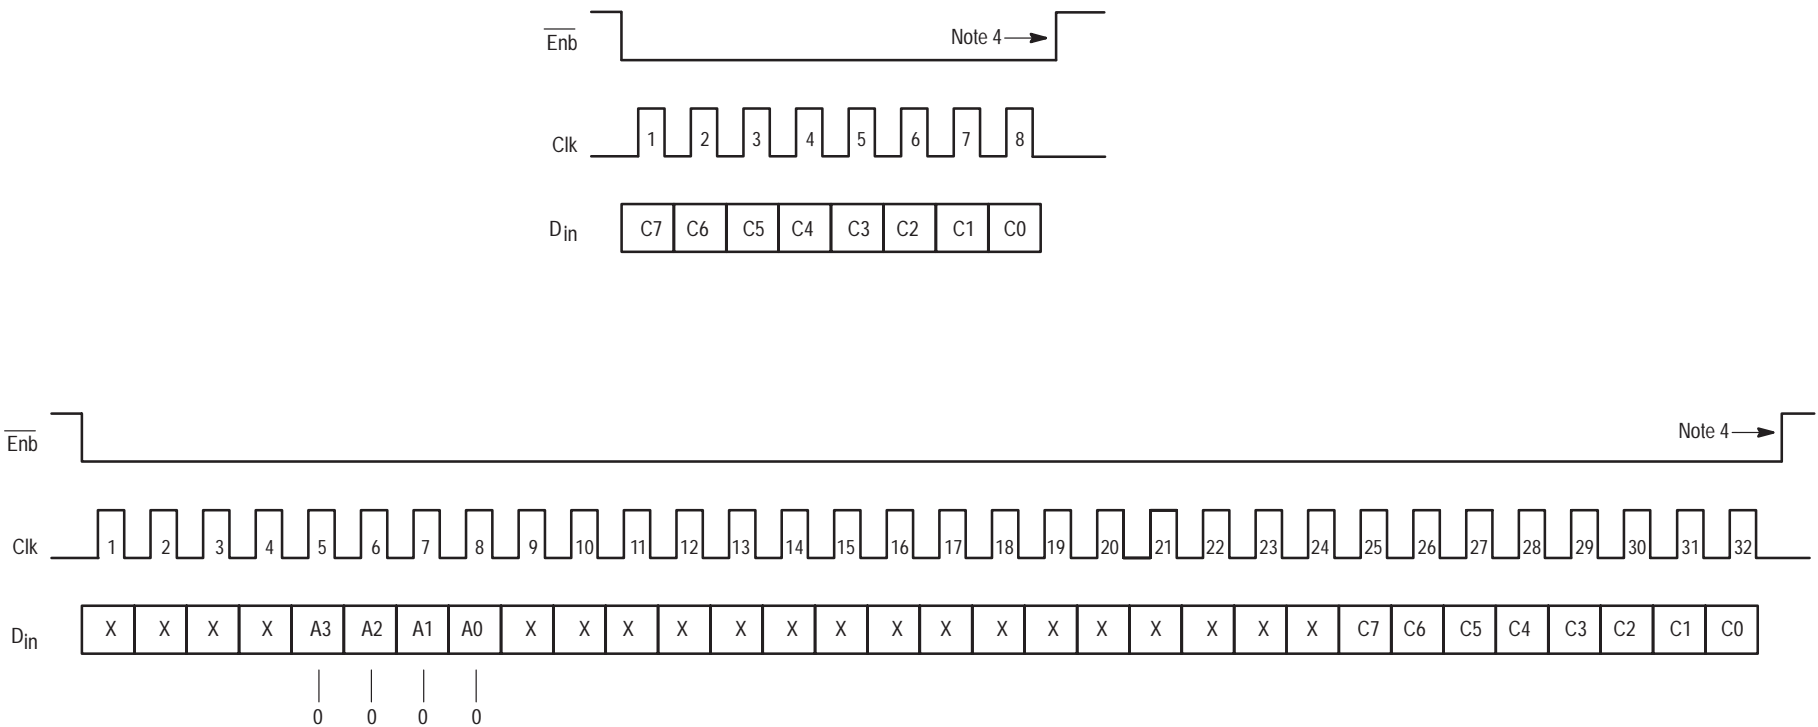 Enb
Note 4
Clk 1 2 3 4 5 6 7 8
Din C7 C6 C5 C4 C3 C2 C1 C0
Enb
Note 4
Clk 1 2 3 4 5 6 7 8 9 10 11 12 13 14 15 16 17 18 19 20 21 22 23 24 25 26 27 28 29 30 31 32
Din X X X X A3 A2 A1 A0 X X X X X X X X X X X X X X X X C7 C6 C5 C4 C3 C2 C1 C0
0 0 0 0